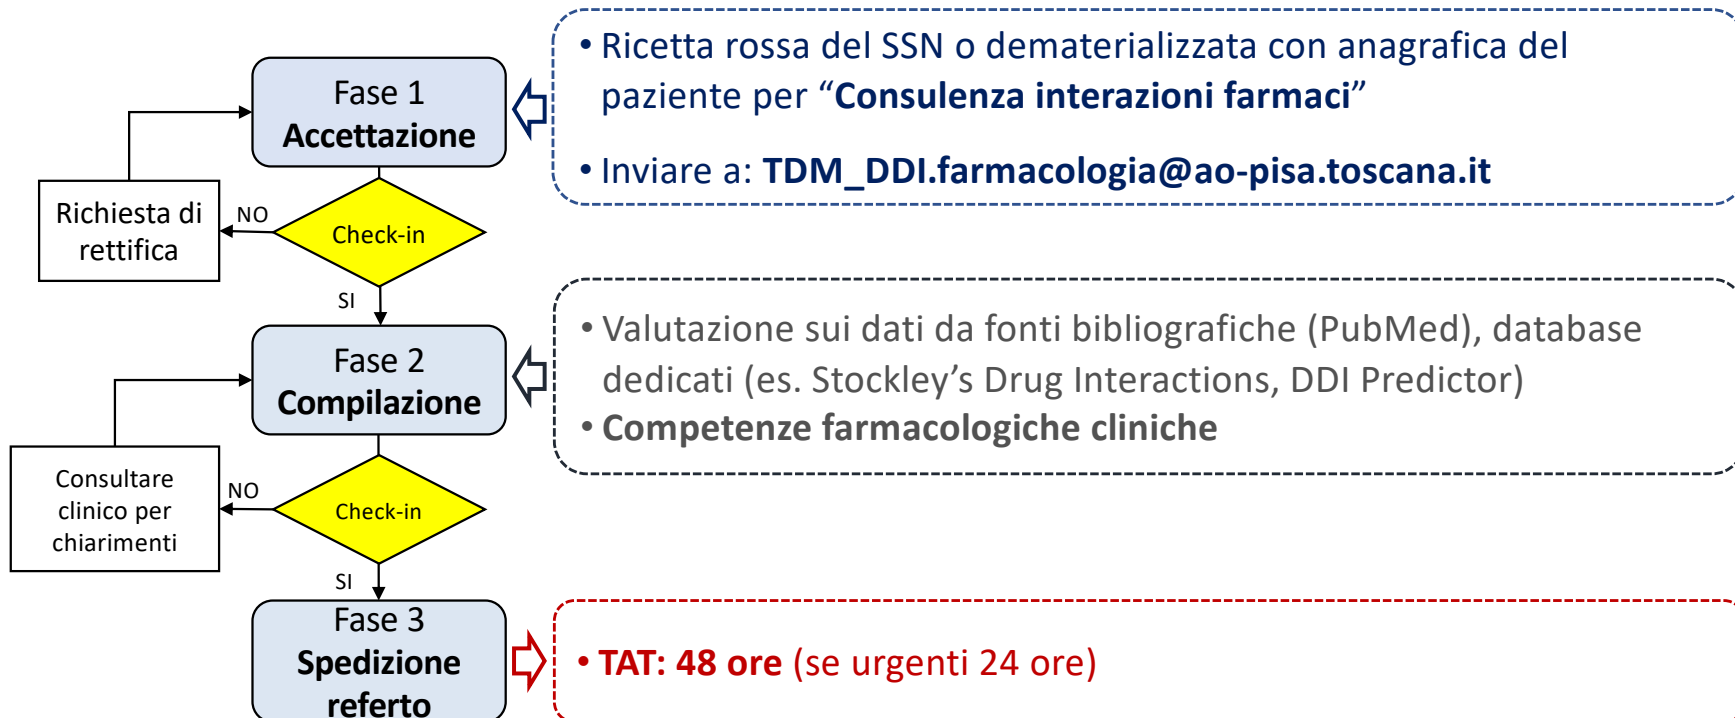 Fase 1
Accettazione
• Ricetta rossa del SSN o dematerializzata con anagrafica del
paziente per “Consulenza interazioni farmaci”
• Inviare a: TDM_DDI.farmacologia@ao-pisa.toscana.it
Richiesta di
rettifica
NO
Check-in
SI
Fase 2
Compilazione
• Valutazione sui dati da fonti bibliografiche (PubMed), database
dedicati (es. Stockley’s Drug Interactions, DDI Predictor)
• Competenze farmacologiche cliniche
Consultare
clinico per
chiarimenti
NO
Check-in
SI
Fase 3
Spedizione
referto
• TAT: 48 ore (se urgenti 24 ore)